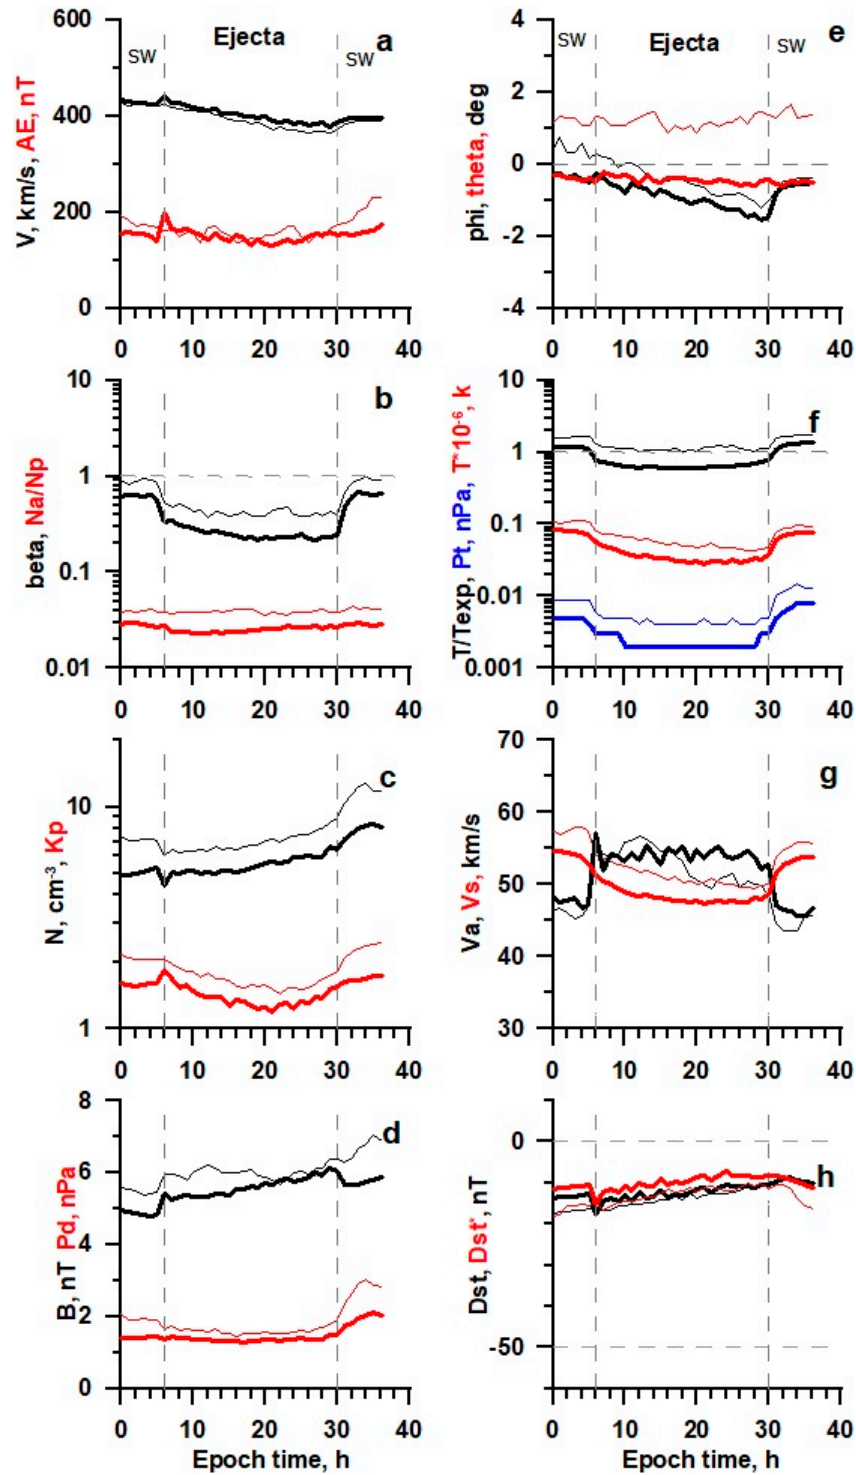 600
Ejecta
a
SW
SW
400
200
0
V, km/s, AE, nT
0 10 20 30 40
4
Ejecta
e
SW
SW
2
0
-2
-4
phi, theta, deg
0 10 20 30 40
10
b
1
0.1
0.01
beta, Na/Np
0 10 20 30 40
10
f
1
0.1
0.01
0.001
T/Texp, Pt, nPa, T*10⁻⁶, k
0 10 20 30 40
c
10
1
N, cm⁻³, Kp
0 10 20 30 40
70
g
60
50
40
30
Va, Vs, km/s
0 10 20 30 40
8
d
6
4
2
0
B, nT Pd, nPa
0 10 20 30 40
Epoch time, h
0
h
-50
Dst, Dst*, nT
0 10 20 30 40
Epoch time, h